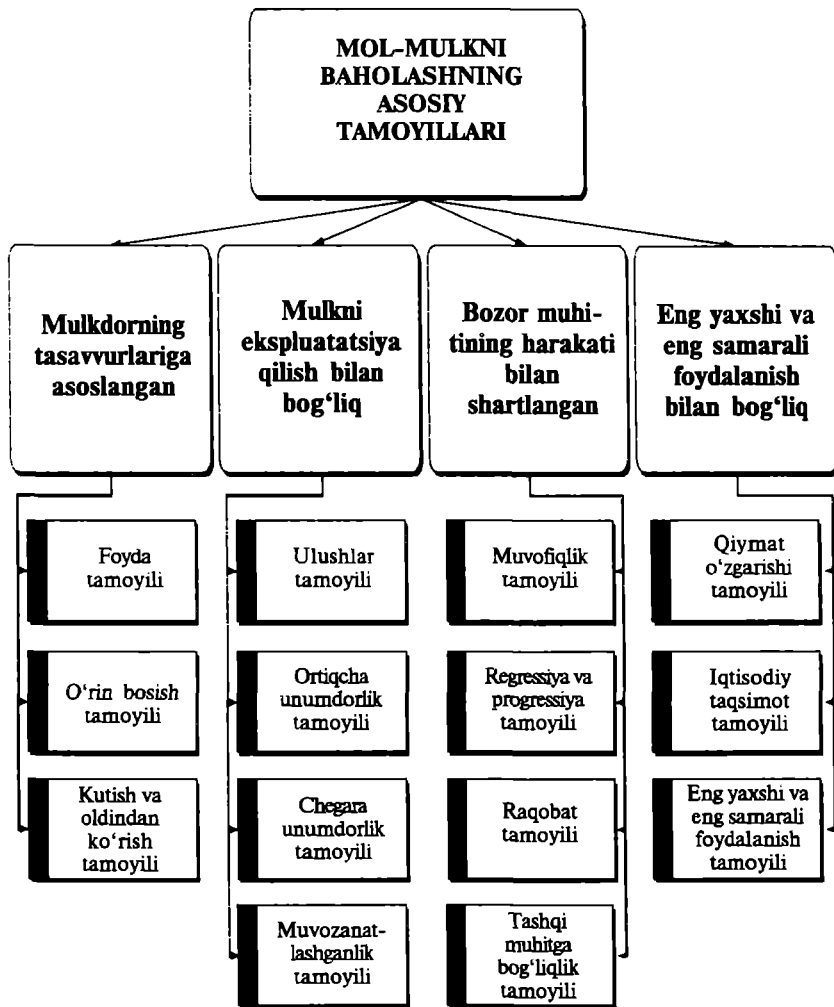 MOL-MULKNI
BAHOLASHNING
ASOSIY
TAMOYILLARI
Mulkdorning
tasavvurlariga
asoslangan
Mulkni
ekspluatatsiya
qilish bilan
bog‘liq
Bozor muhi-
tining harakati
bilan
shartlangan
Eng yaxshi va
eng samarali
foydalanish
bilan bog‘liq
Foyda
tamoyili
O‘rin bosish
tamoyili
Kutish va
oldindan
ko‘rish
tamoyili
Ulushlar
tamoyili
Ortiqcha
unumdorlik
tamoyili
Chegara
unumdorlik
tamoyili
Muvozanat-
lashganlik
tamoyili
Muvofiqlik
tamoyili
Regressiya va
progressiya
tamoyili
Raqobat
tamoyili
Tashqi
muhitga
bog‘liqlik
tamoyili
Qiymat
o‘zgarishi
tamoyili
Iqtisodiy
taqsimot
tamoyili
Eng yaxshi va
eng samarali
foydalanish
tamoyili